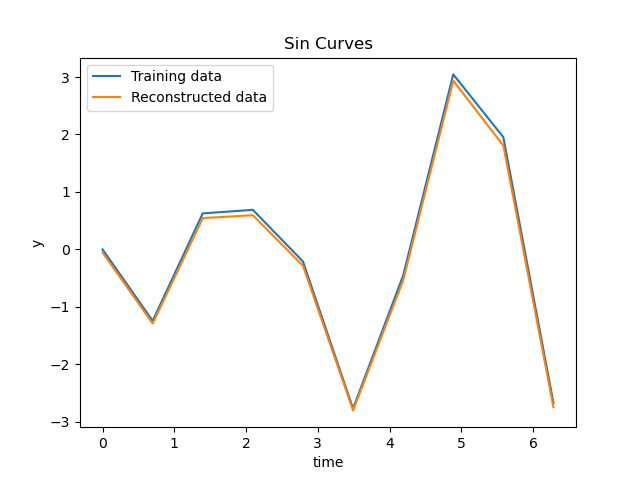 Sin Curves
Training data
Reconstructed data
3
2
1
0
−1
−2
−3
y
0 1 2 3 4 5 6
time